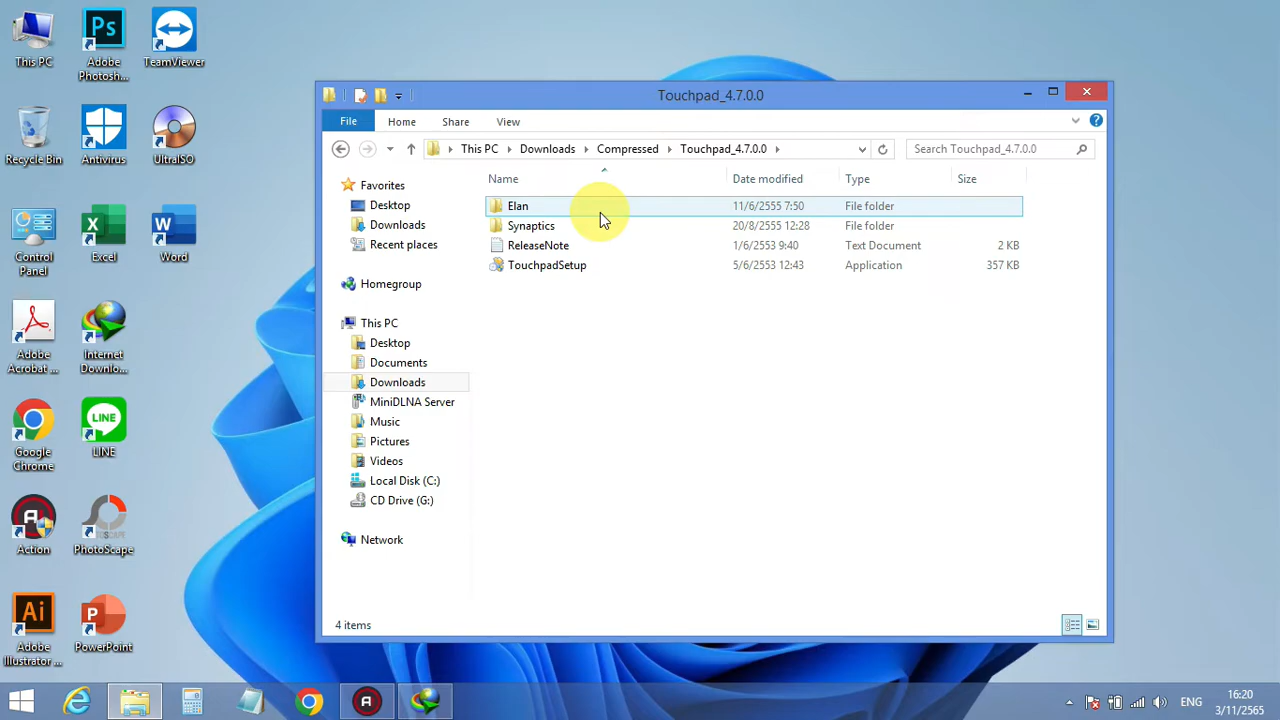 This PC
Adobe Photosh...
TeamViewer
Recycle Bin
Antivirus
UltraISO
Control Panel
Excel
Word
Adobe Acrobat ...
Internet Downlo...
Google Chrome
LINE
Action
PhotoScape
Adobe Illustrator ...
PowerPoint
Touchpad_4.7.0.0
File
Home
Share
View
This PC
Downloads
Compressed
Touchpad_4.7.0.0
Search Touchpad_4.7.0.0
Favorites
Desktop
Downloads
Recent places
Homegroup
This PC
Desktop
Documents
Downloads
MiniDLNA Server
Music
Pictures
Videos
Local Disk (C:)
CD Drive (G:)
Network
Name Date modified Type Size
Elan 11/6/2555 7:50 File folder
Synaptics 20/8/2555 12:28 File folder
ReleaseNote 1/6/2553 9:40 Text Document 2 KB
TouchpadSetup 5/6/2553 12:43 Application 357 KB
4 items
ENG
16:20
3/11/2565